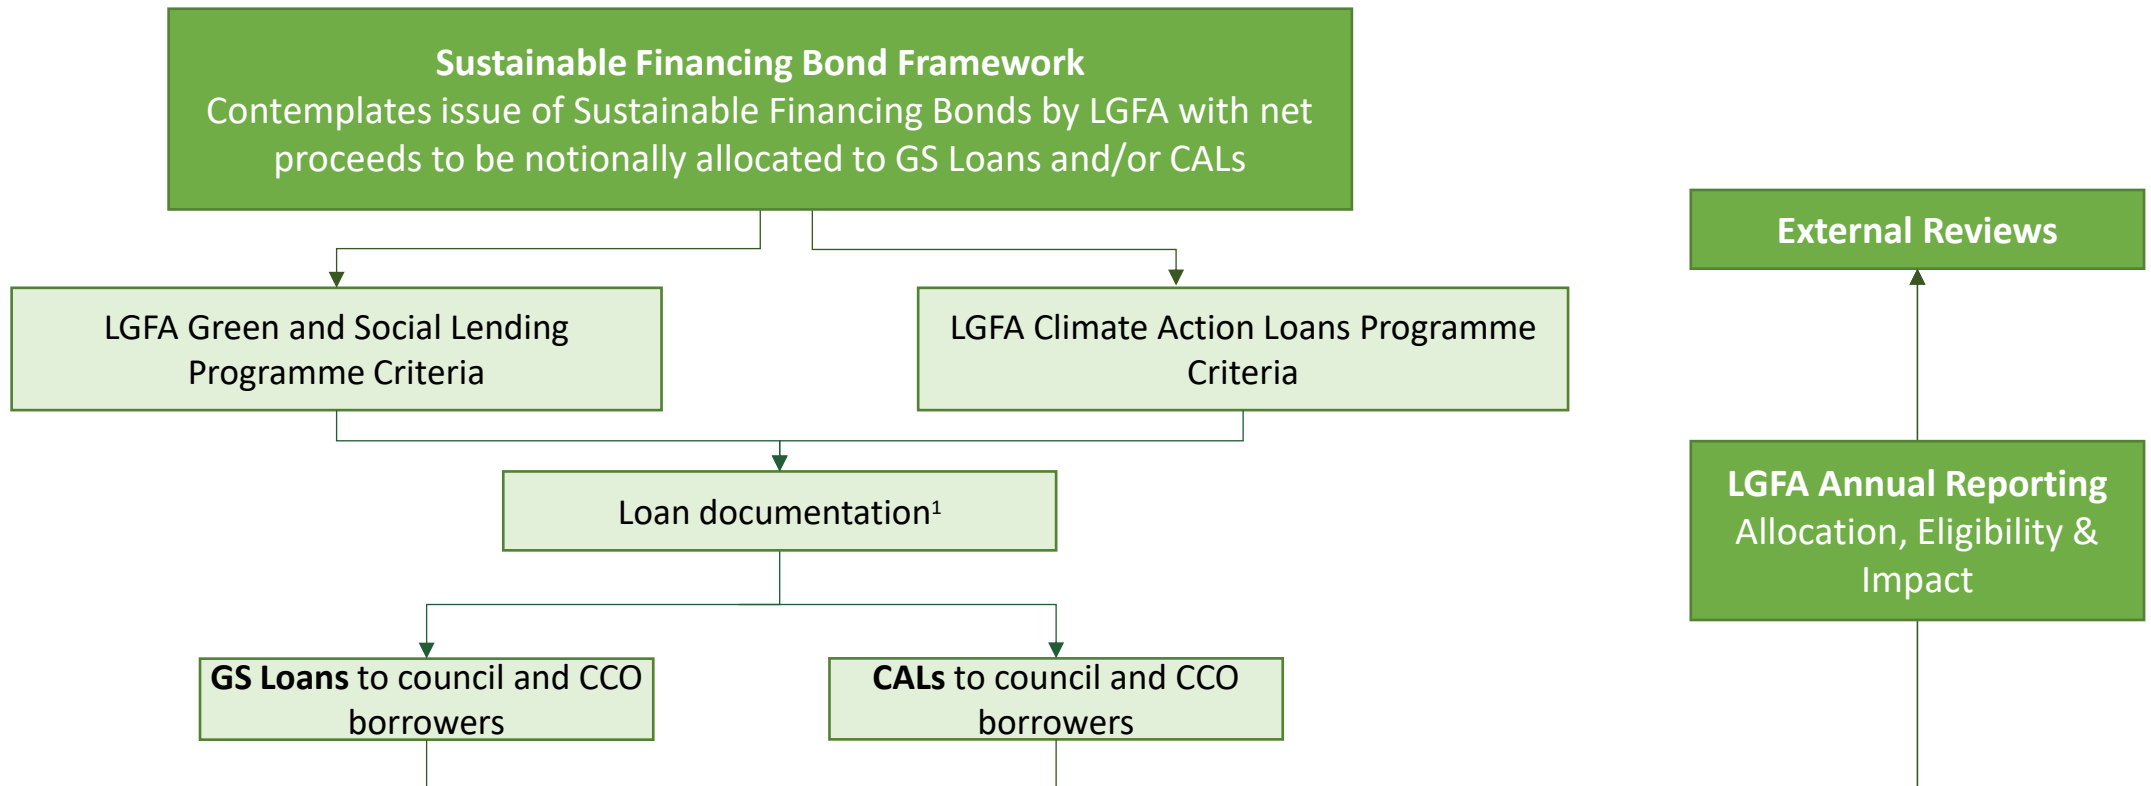 Sustainable Financing Bond Framework
Contemplates issue of Sustainable Financing Bonds by LGFA with net
proceeds to be notionally allocated to GS Loans and/or CALs
External Reviews
LGFA Green and Social Lending
Programme Criteria
LGFA Climate Action Loans Programme
Criteria
LGFA Annual Reporting
Allocation, Eligibility &
Impact
Loan documentation¹
GS Loans to council and CCO
borrowers
CALs to council and CCO
borrowers